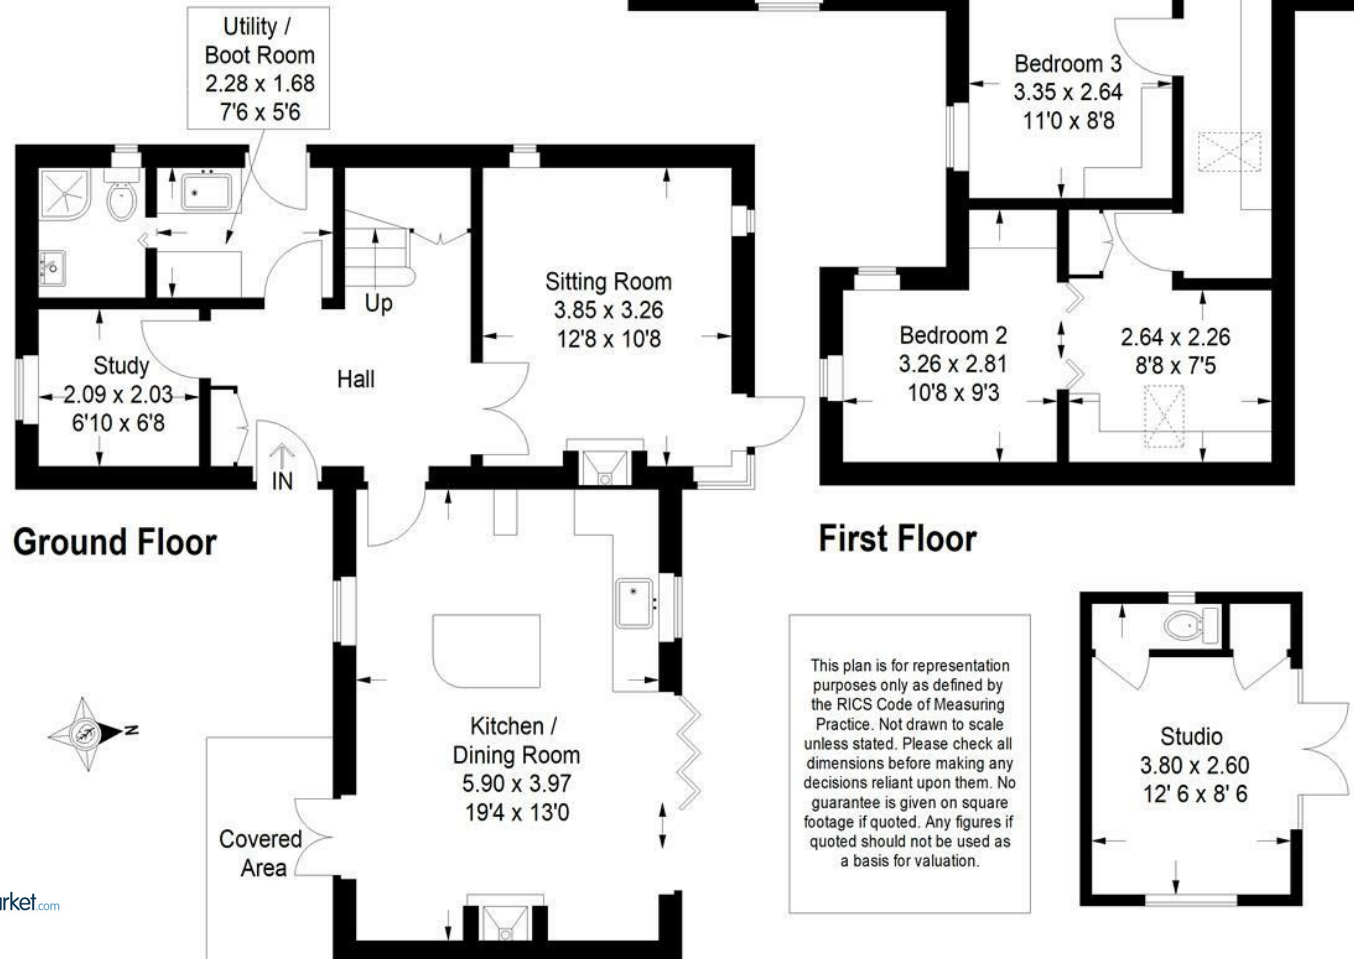 Utility /
Boot Room
2.28 x 1.68
7'6 x 5'6
Bedroom 3
3.35 x 2.64
11'0 x 8'8
Sitting Room
3.85 x 3.26
12'8 x 10'8
Up
Study
2.09 x 2.03
6'10 x 6'8
Hall
IN
Bedroom 2
3.26 x 2.81
10'8 x 9'3
2.64 x 2.26
8'8 x 7'5
Ground Floor
First Floor
N
Kitchen /
Dining Room
5.90 x 3.97
19'4 x 13'0
Covered
Area
This plan is for representation
purposes only as defined by
the RICS Code of Measuring
Practice. Not drawn to scale
unless stated. Please check all
dimensions before making any
decisions reliant upon them. No
guarantee is given on square
footage if quoted. Any figures if
quoted should not be used as
a basis for valuation.
Studio
3.80 x 2.60
12' 6 x 8' 6
rket.com